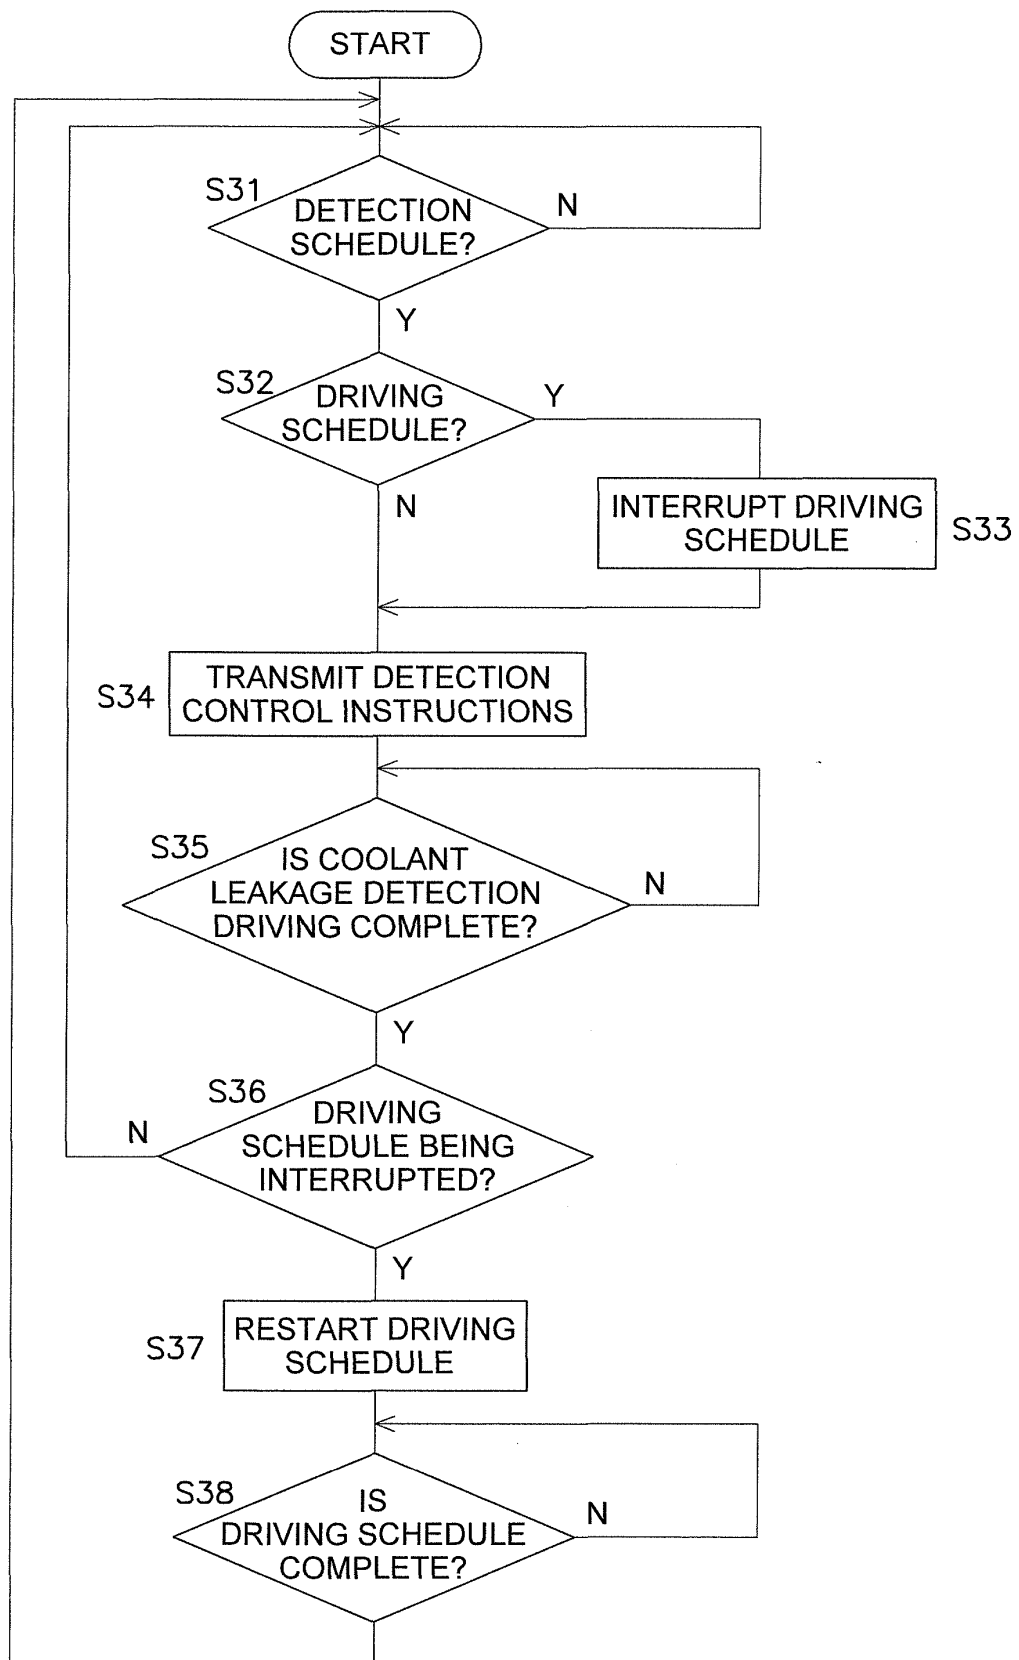 START
S31
DETECTION
SCHEDULE?
N
Y
S32
DRIVING
SCHEDULE?
Y
N
INTERRUPT DRIVING
SCHEDULE
S33
S34
TRANSMIT DETECTION
CONTROL INSTRUCTIONS
S35
IS COOLANT
LEAKAGE DETECTION
DRIVING COMPLETE?
N
Y
S36
DRIVING
SCHEDULE BEING
INTERRUPTED?
N
Y
S37
RESTART DRIVING
SCHEDULE
S38
IS
DRIVING SCHEDULE
COMPLETE?
N